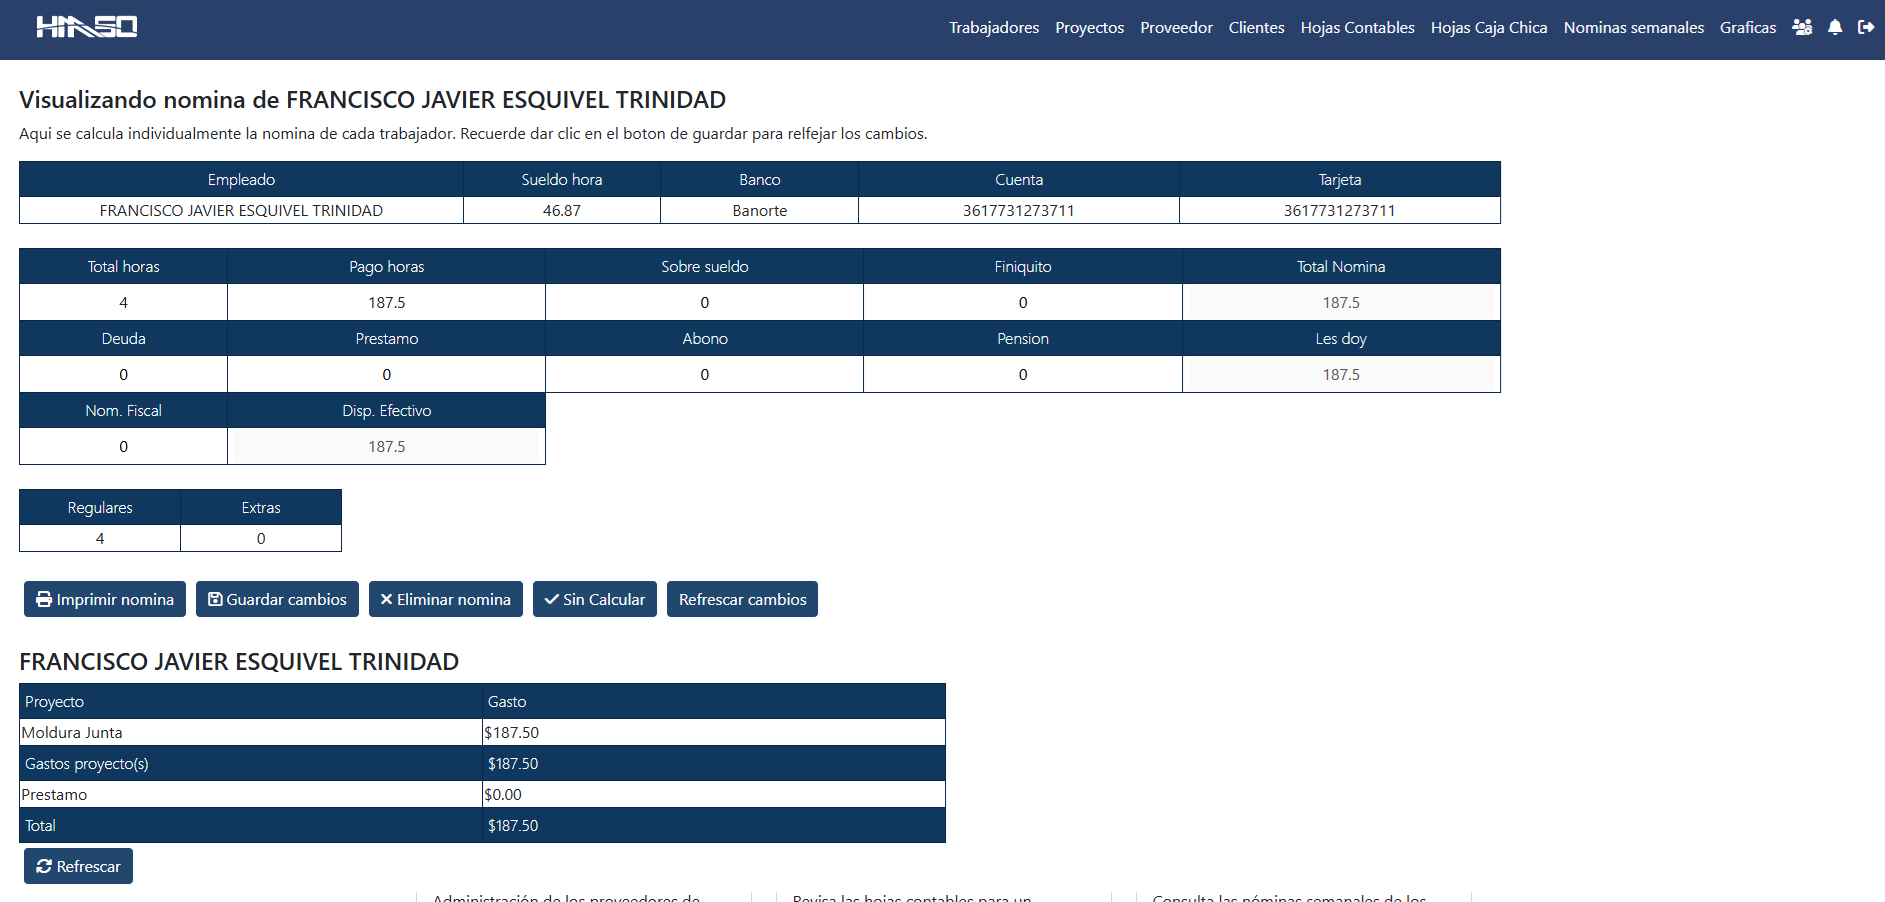 HMSO
Trabajadores Proyectos Proveedor Clientes Hojas Contables Hojas Caja Chica Nominas semanales Graficas
Visualizando nomina de FRANCISCO JAVIER ESQUIVEL TRINIDAD
Aqui se calcula individualmente la nomina de cada trabajador. Recuerde dar clic en el boton de guardar para relfejar los cambios.
Empleado Sueldo hora Banco Cuenta Tarjeta
FRANCISCO JAVIER ESQUIVEL TRINIDAD 46.87 Banorte 3617731273711 3617731273711
Total horas Pago horas Sobre sueldo Finiquito Total Nomina
4 187.5 0 0 187.5
Deuda Prestamo Abono Pension Les doy
0 0 0 0 187.5
Nom. Fiscal Disp. Efectivo
0 187.5
Regulares Extras
4 0
Imprimir nomina Guardar cambios Eliminar nomina Sin Calcular Refrescar cambios
FRANCISCO JAVIER ESQUIVEL TRINIDAD
Proyecto Gasto
Moldura Junta $187.50
Gastos proyecto(s) $187.50
Prestamo $0.00
Total $187.50
Refrescar
Administración de los proveedores de Revisa las hojas contables para un Consulta las nóminas semanales de los